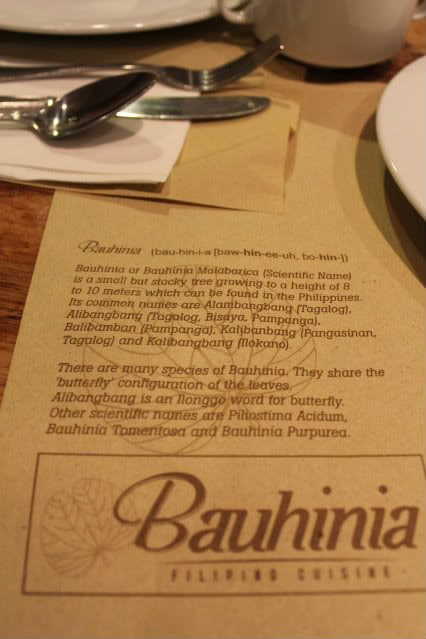 Bauhinia (bau-hin-i-a [baw-hin-ee-uh, bo-hin-])
Bauhinia or Bauhinia Malabarica (Scientific Name)
is a small but stocky tree growing to a height of 8
to 10 meters which can be found in the Philippines.
Its common names are Alambangbang (Tagalog),
Alibangbang (Tagalog, Bisaya, Pampanga),
Balibamban (Pampanga), Kalibanbang (Pangasinan,
Tagalog) and Kalibangbang (Ilokano).
There are many species of Bauhinia. They share the
"butterfly" configuration of the leaves.
Alibangbang is an Ilonggo word for butterfly.
Other scientific names are Piliostima Acidum,
Bauhinia Tomentosa and Bauhinia Purpurea.
Bauhinia
FILIPINO CUISINE